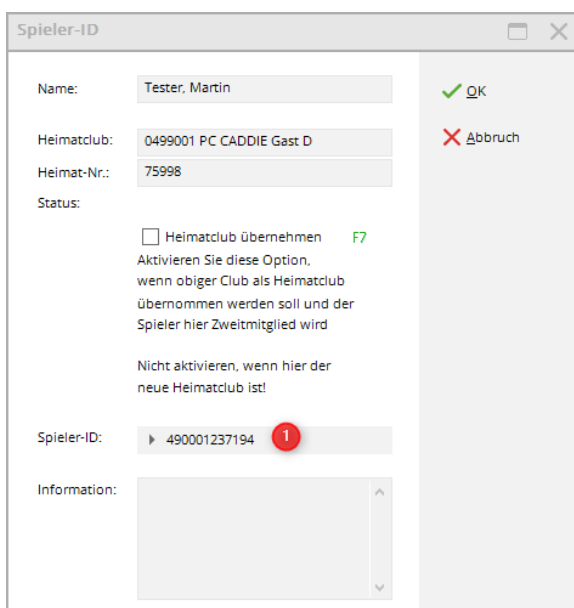 Spieler-ID
Name: Tester, Martin
OK
Heimatclub: 0499001 PC CADDIE Gast D
Abbruch
Heimat-Nr.: 75998
Status:
Heimatclub übernehmen F7
Aktivieren Sie diese Option,
wenn obiger Club als Heimatclub
übernommen werden soll und der
Spieler hier Zweitmitglied wird
Nicht aktivieren, wenn hier der
neue Heimatclub ist!
Spieler-ID: 490001237194 1
Information: